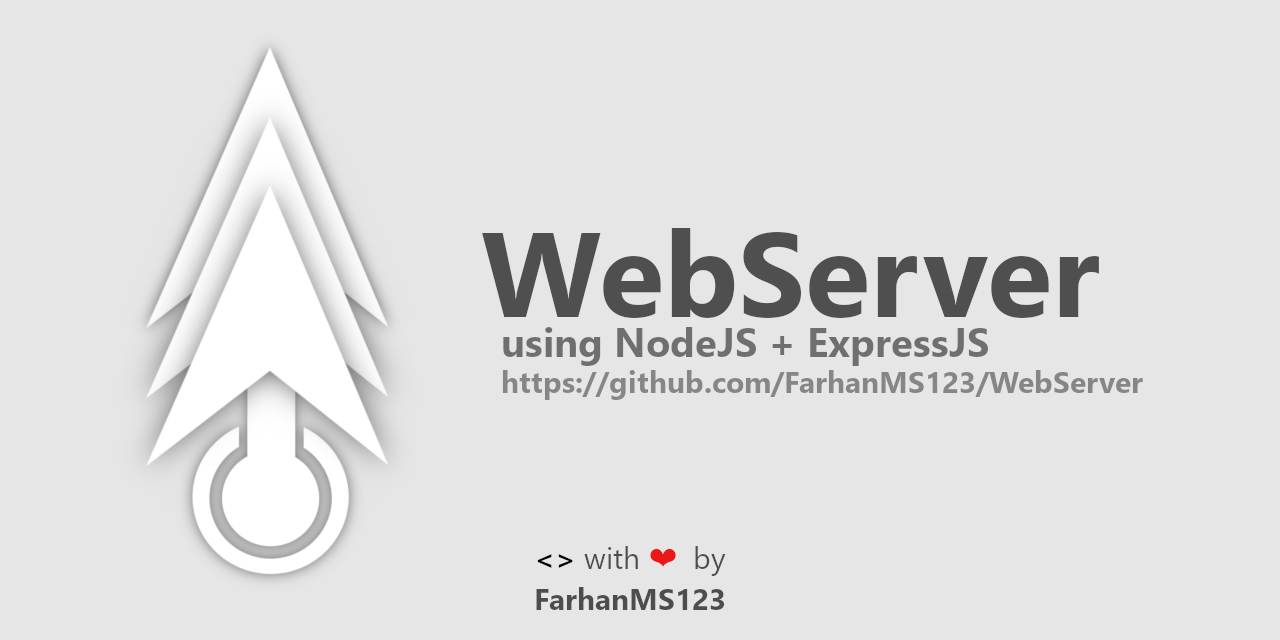 WebServer
using NodeJS + ExpressJS
https://github.com/FarhanMS123/WebServer
<> with ❤ by
FarhanMS123